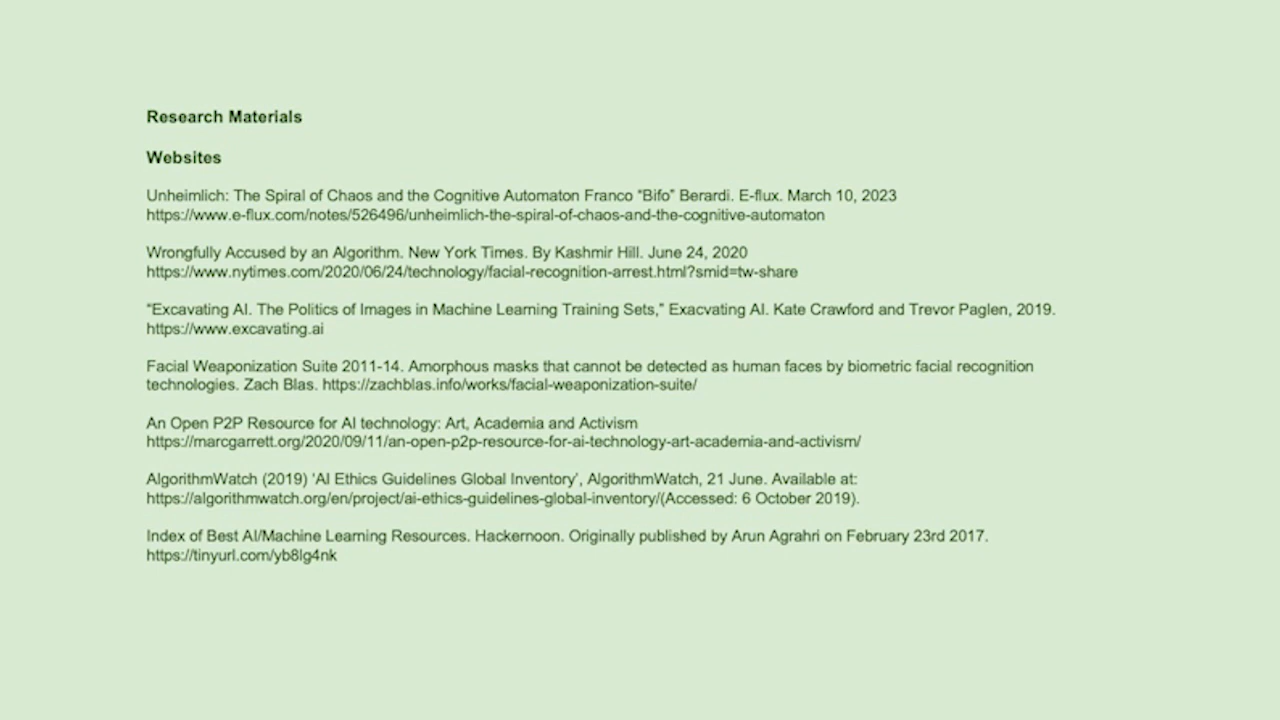 Research Materials
Websites
Unheimlich: The Spiral of Chaos and the Cognitive Automaton Franco “Bifo” Berardi. E-flux. March 10, 2023
https://www.e-flux.com/notes/526496/unheimlich-the-spiral-of-chaos-and-the-cognitive-automaton
Wrongfully Accused by an Algorithm. New York Times. By Kashmir Hill. June 24, 2020
https://www.nytimes.com/2020/06/24/technology/facial-recognition-arrest.html?smid=tw-share
“Excavating AI. The Politics of Images in Machine Learning Training Sets,” Exacvating AI. Kate Crawford and Trevor Paglen, 2019.
https://www.excavating.ai
Facial Weaponization Suite 2011-14. Amorphous masks that cannot be detected as human faces by biometric facial recognition
technologies. Zach Blas. https://zachblas.info/works/facial-weaponization-suite/
An Open P2P Resource for AI technology: Art, Academia and Activism
https://marcgarrett.org/2020/09/11/an-open-p2p-resource-for-ai-technology-art-academia-and-activism/
AlgorithmWatch (2019) ‘AI Ethics Guidelines Global Inventory’, AlgorithmWatch, 21 June. Available at:
https://algorithmwatch.org/en/project/ai-ethics-guidelines-global-inventory/(Accessed: 6 October 2019).
Index of Best AI/Machine Learning Resources. Hackernoon. Originally published by Arun Agrahri on February 23rd 2017.
https://tinyurl.com/yb8lg4nk